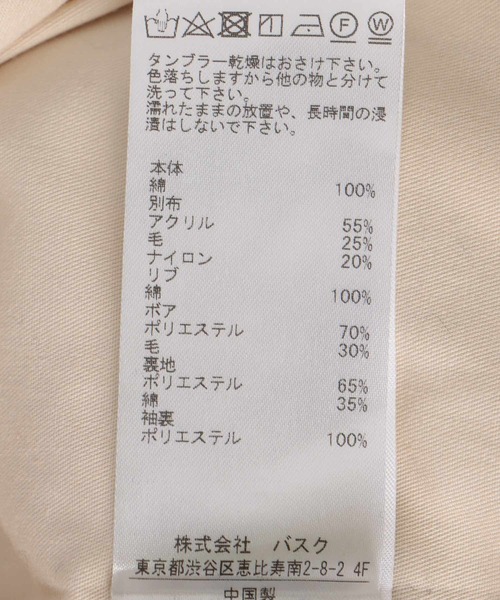 タンブラー乾燥はおさけ下さい。
色落ちしますから他の物と分けて
洗って下さい。
濡れたままの放置や、長時間の浸
漬はしないで下さい。
本体
綿 100%
別布
アクリル 55%
毛 25%
ナイロン 20%
リブ
綿 100%
ボア
ポリエステル 70%
毛 30%
裏地
ポリエステル 65%
綿 35%
袖裏
ポリエステル 100%
株式会社 バスク
東京都渋谷区恵比寿南2-8-2 4F
中国製